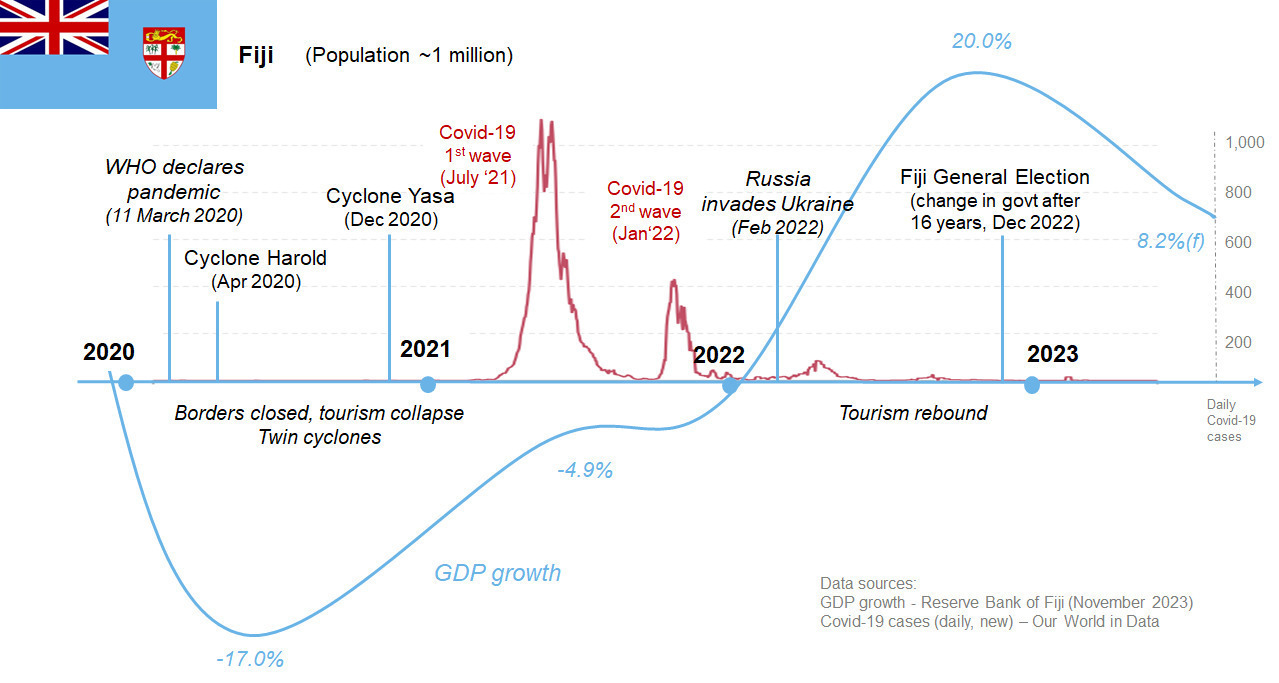 Fiji (Population ~1 million)
20.0%
Covid-19
1st wave
(July ‘21)
1,000
WHO declares
pandemic
(11 March 2020)
Cyclone Yasa
(Dec 2020)
Covid-19
2nd wave
(Jan‘22)
Russia
invades Ukraine
(Feb 2022)
Fiji General Election
(change in govt after
16 years, Dec 2022)
800
8.2%(f)
600
Cyclone Harold
(Apr 2020)
400
200
2020
2021
2022
2023
Daily
Covid-19
cases
Borders closed, tourism collapse
Twin cyclones
Tourism rebound
-4.9%
GDP growth
-17.0%
Data sources:
GDP growth - Reserve Bank of Fiji (November 2023)
Covid-19 cases (daily, new) – Our World in Data